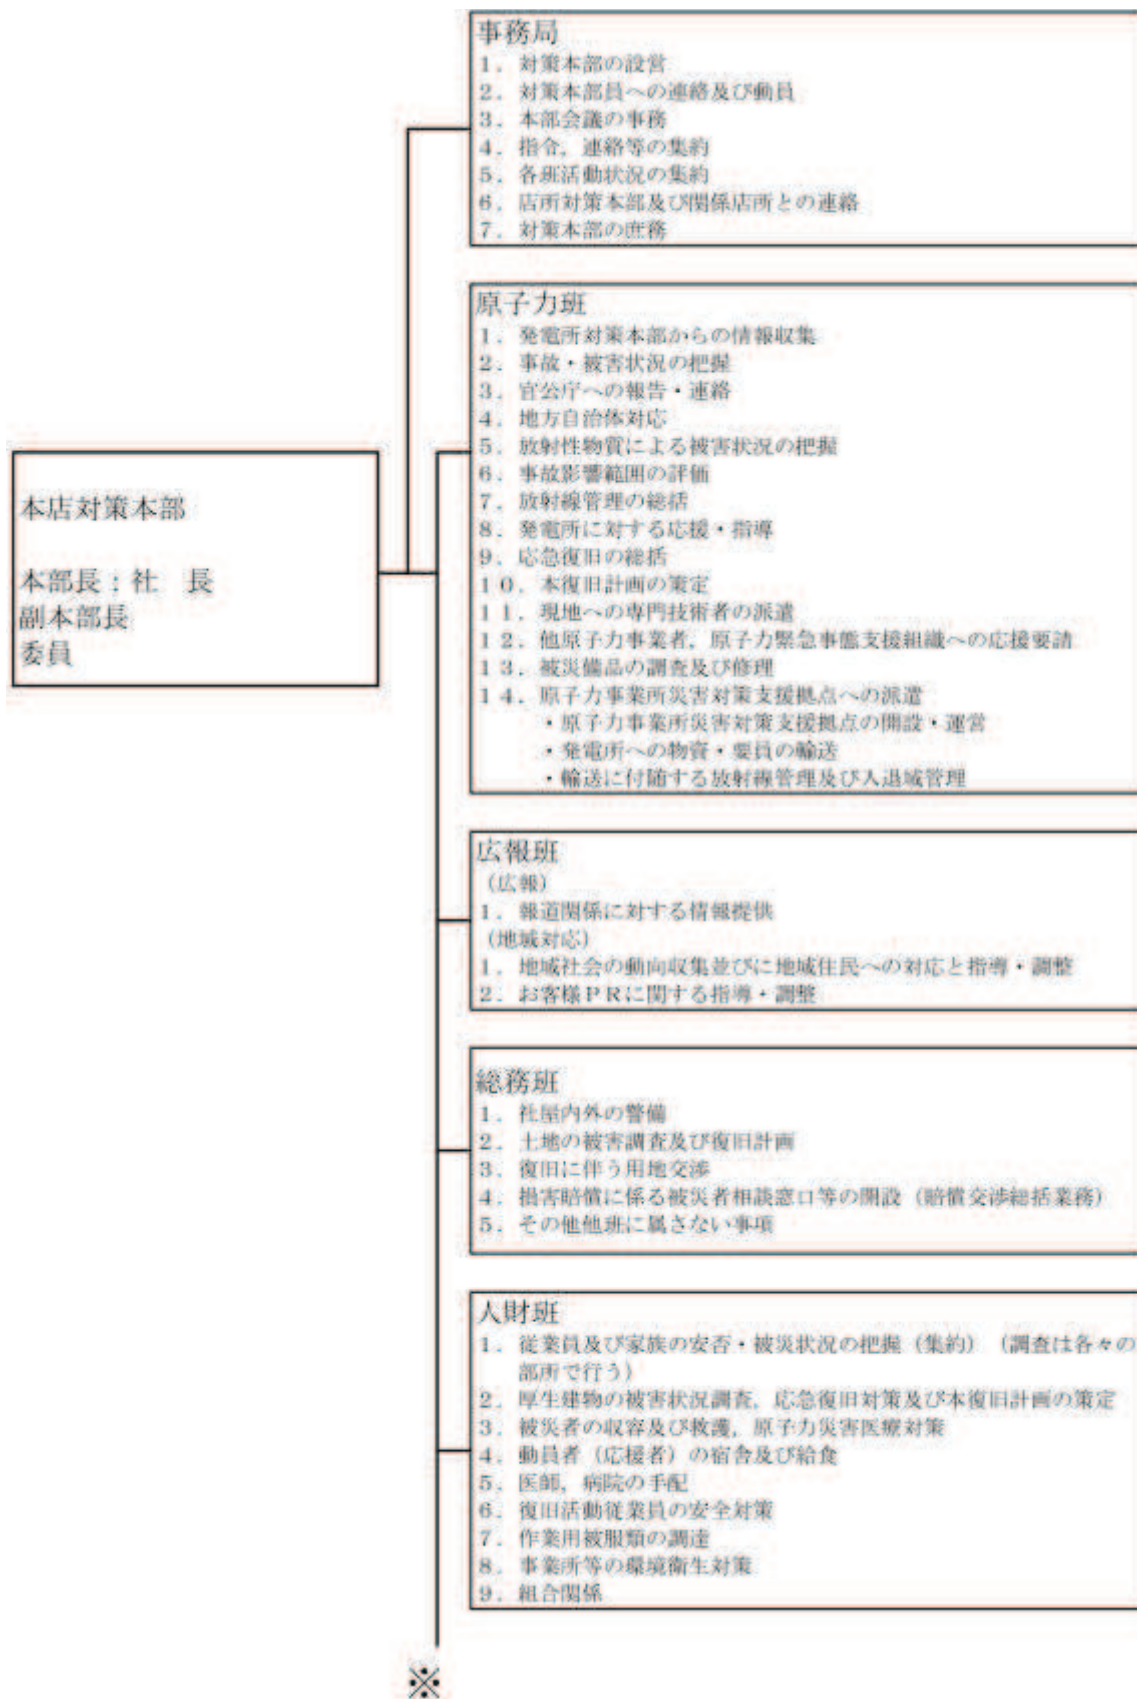 事務局
1．対策本部の設営
2．対策本部員への連絡及び動員
3．本部会議の事務
4．指令，連絡等の集約
5．各班活動状況の集約
6．店所対策本部及び関係店所との連絡
7．対策本部の庶務
原子力班
1．発電所対策本部からの情報収集
2．事故・被害状況の把握
3．官公庁への報告・連絡
4．地方自治体対応
5．放射性物質による被害状況の把握
6．事故影響範囲の評価
7．放射線管理の総括
8．発電所に対する応援・指導
9．応急復旧の総括
10．本復旧計画の策定
11．現地への専門技術者の派遣
12．他原子力事業者，原子力緊急事態支援組織への応援要請
13．被災備品の調査及び修理
14．原子力事業所災害対策支援拠点への派遣
・原子力事業所災害対策支援拠点の開設・運営
・発電所への物資・要員の輸送
・輸送に付随する放射線管理及び入退域管理
本店対策本部
本部長：社　長
副本部長
委員
広報班
（広報）
1．報道関係に対する情報提供
（地域対応）
1．地域社会の動向収集並びに地域住民への対応と指導・調整
2．お客様ＰＲに関する指導・調整
総務班
1．社屋内外の警備
2．土地の被害調査及び復旧計画
3．復旧に伴う用地交渉
4．損害賠償に係る被災者相談窓口等の開設（賠償交渉総括業務）
5．その他他班に属さない事項
人財班
1．従業員及び家族の安否・被災状況の把握（集約）（調査は各々の
部所で行う）
2．厚生建物の被害状況調査，応急復旧対策及び本復旧計画の策定
3．被災者の収容及び救護，原子力災害医療対策
4．動員者（応援者）の宿舎及び給食
5．医師，病院の手配
6．復旧活動従業員の安全対策
7．作業用被服類の調達
8．事業所等の環境衛生対策
9．組合関係
※